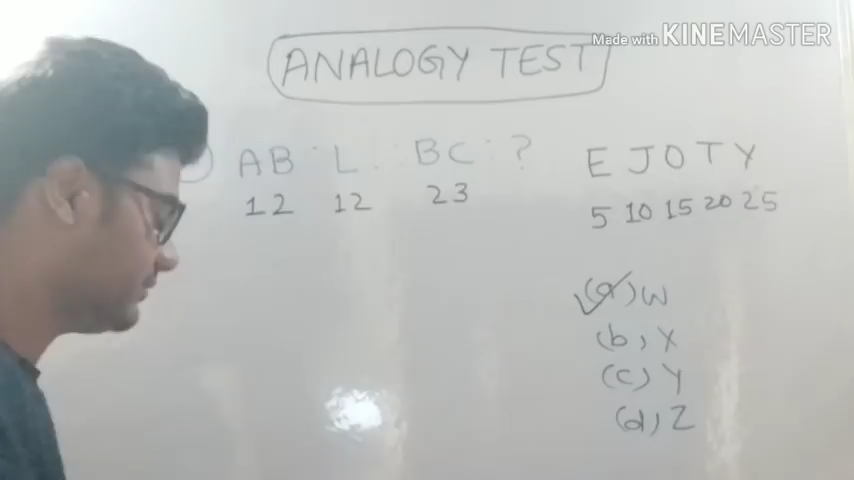 Made with KINEMASTER
ANALOGY TEST
) AB : L :: BC : ?
12 12 23
E J O T Y
5 10 15 20 25
(a) W
(b) X
(c) Y
(d) Z